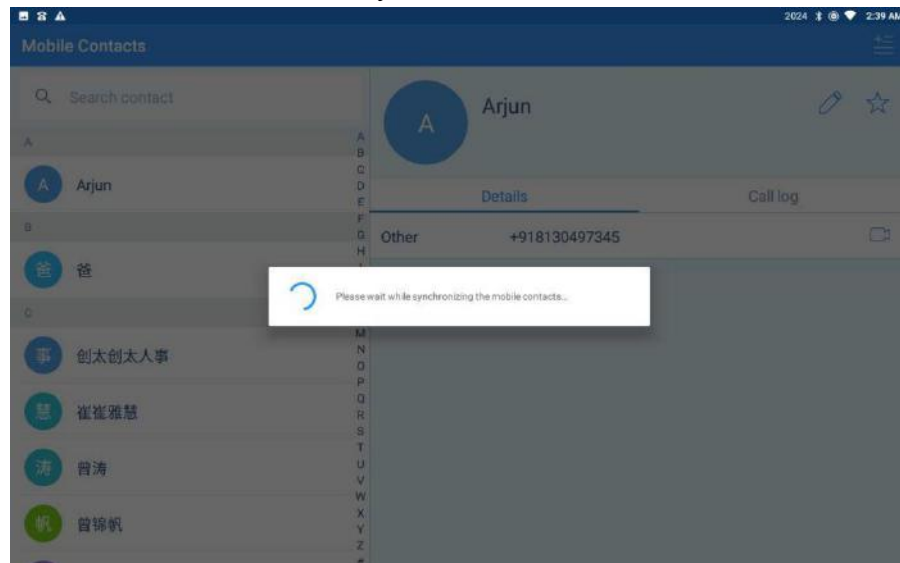 2024 2:39 AM
Mobile Contacts
Search contact
A
Arjun
A
A
Arjun
Details
Call log
Other
+918130497345
B
爸
爸
Please wait while synchronizing the mobile contacts...
C
事
创太创太人事
慧
崔崔雅慧
涛
曾涛
帆
曾锦帆
A
B
C
D
E
F
G
H
I
M
N
O
P
Q
R
S
T
U
V
W
X
Y
Z
#